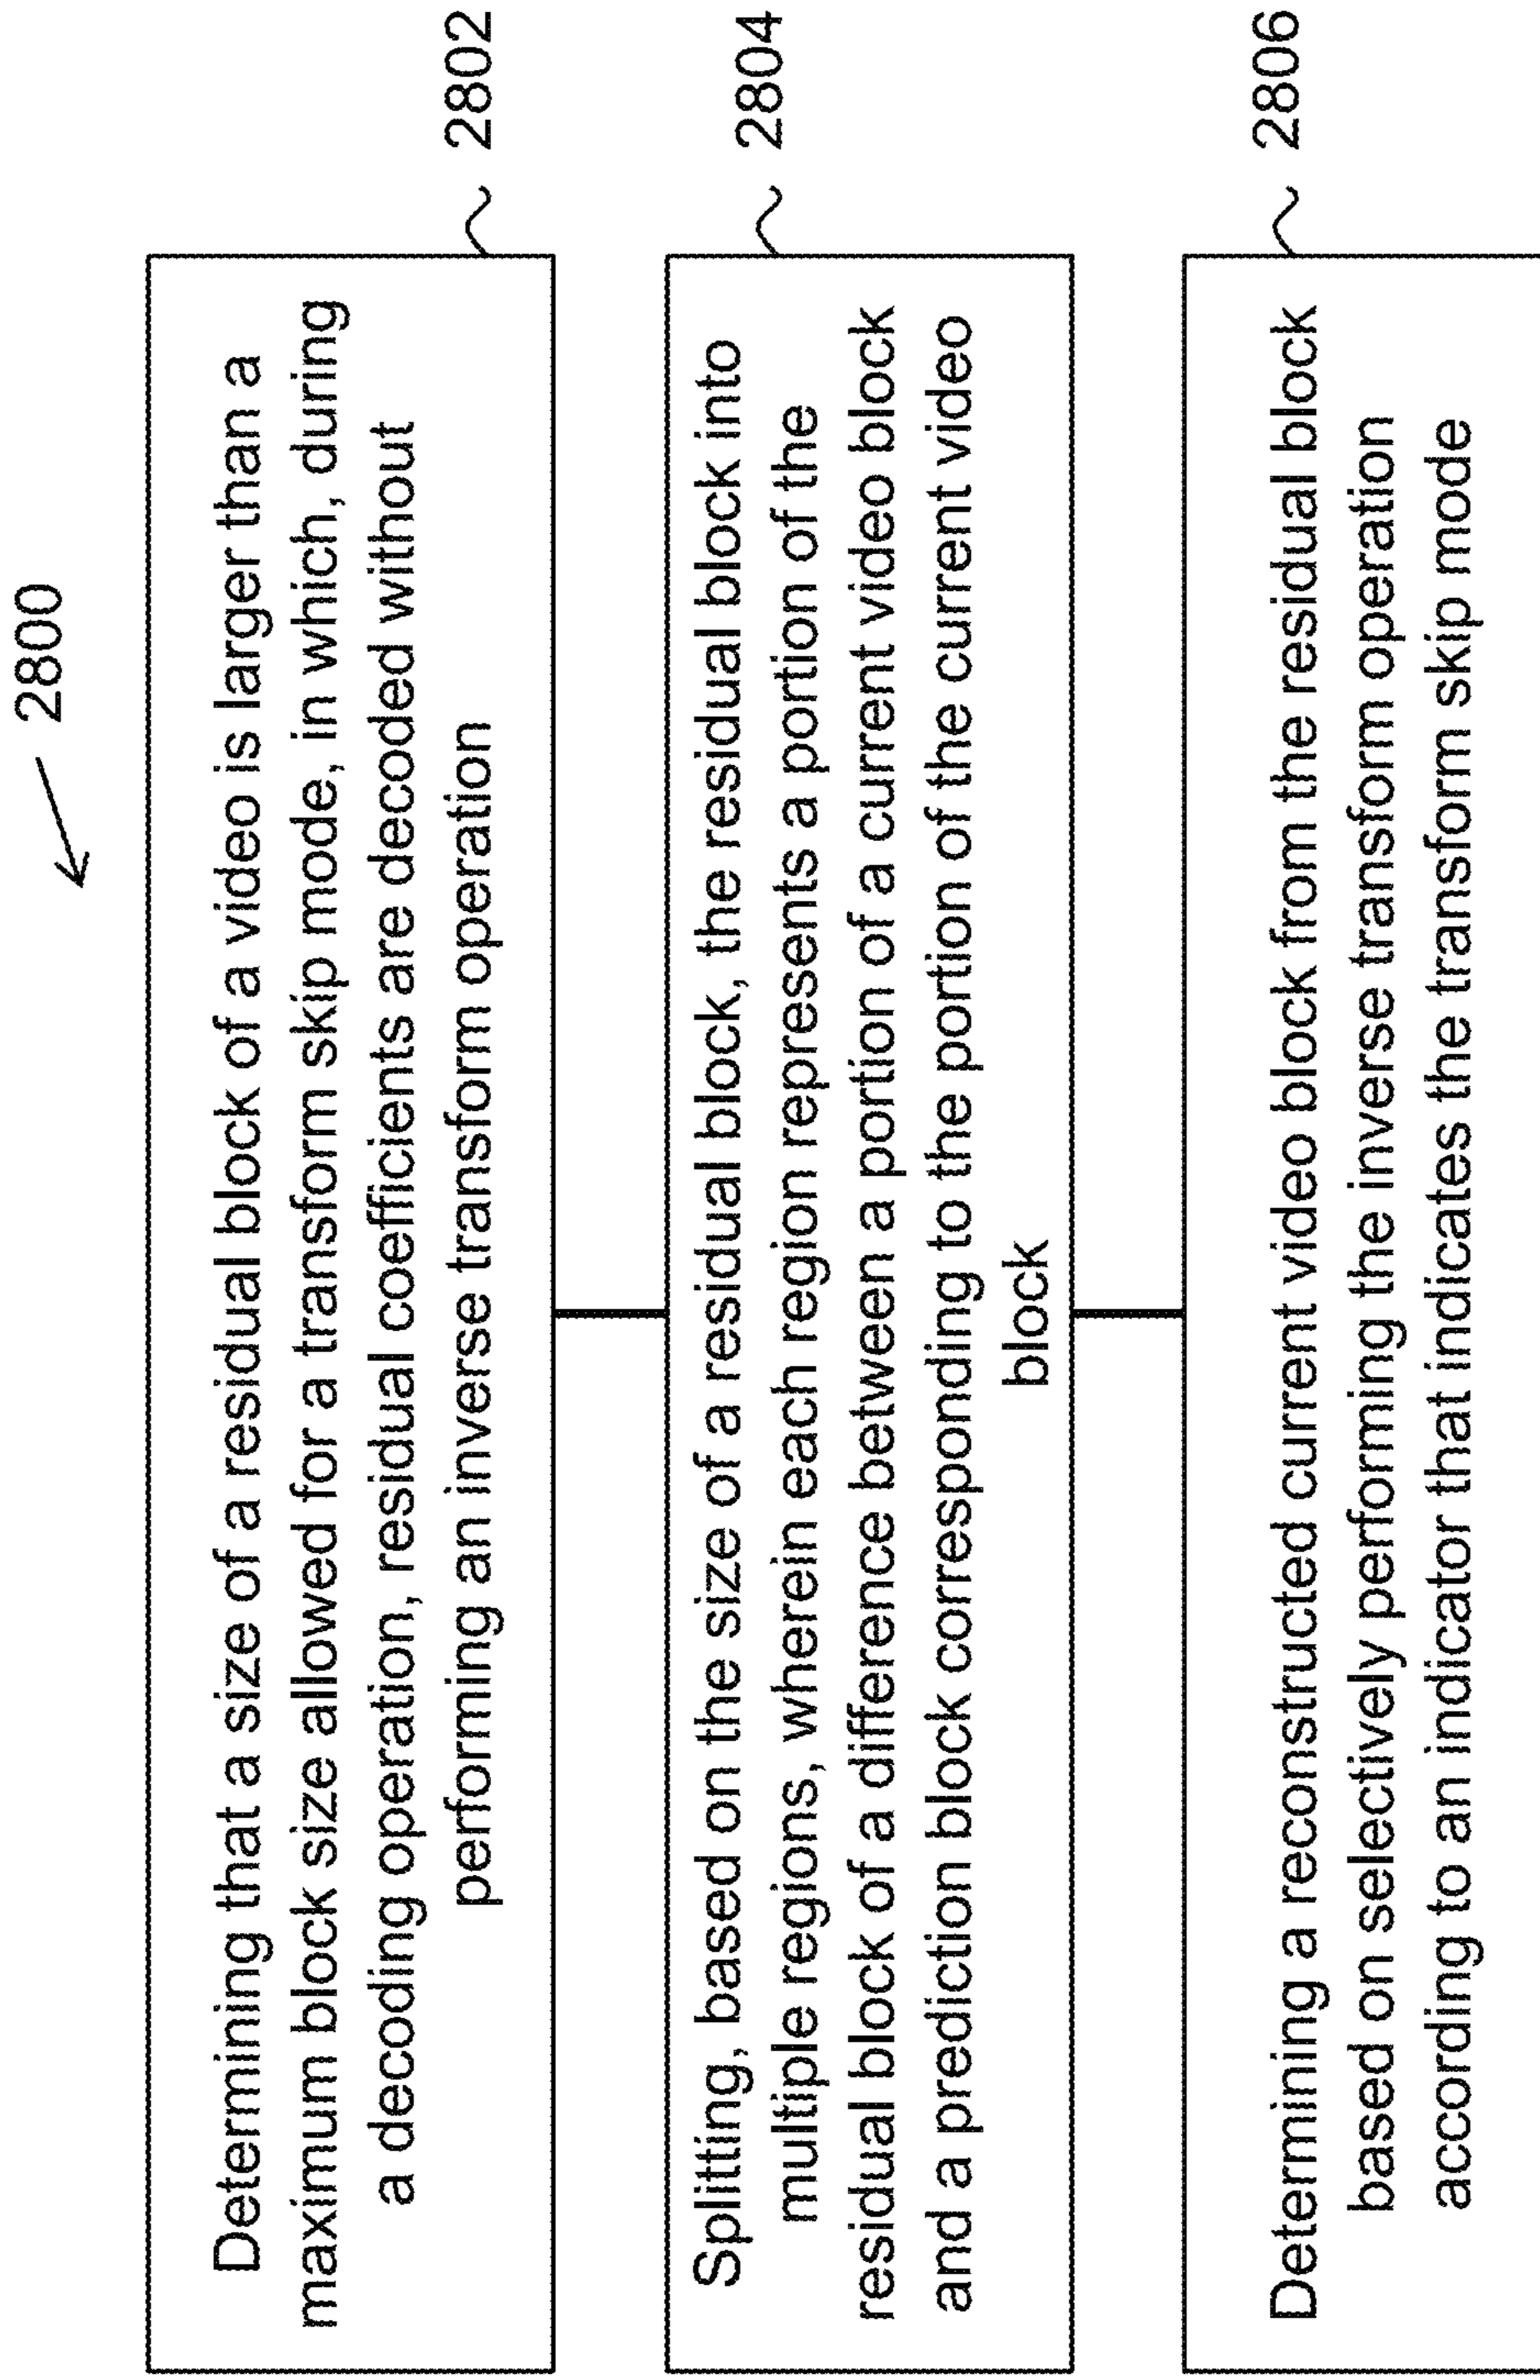 2800
Determining that a size of a residual block of a video is larger than a
maximum block size allowed for a transform skip mode, in which, during
a decoding operation, residual coefficients are decoded without
performing an inverse transform operation
2802
Splitting, based on the size of a residual block, the residual block into
multiple regions, wherein each region represents a portion of the
residual block of a difference between a portion of a current video block
and a prediction block corresponding to the portion of the current video
block
2804
Determining a reconstructed current video block from the residual block
based on selectively performing the inverse transform operation
according to an indicator that indicates the transform skip mode
2806